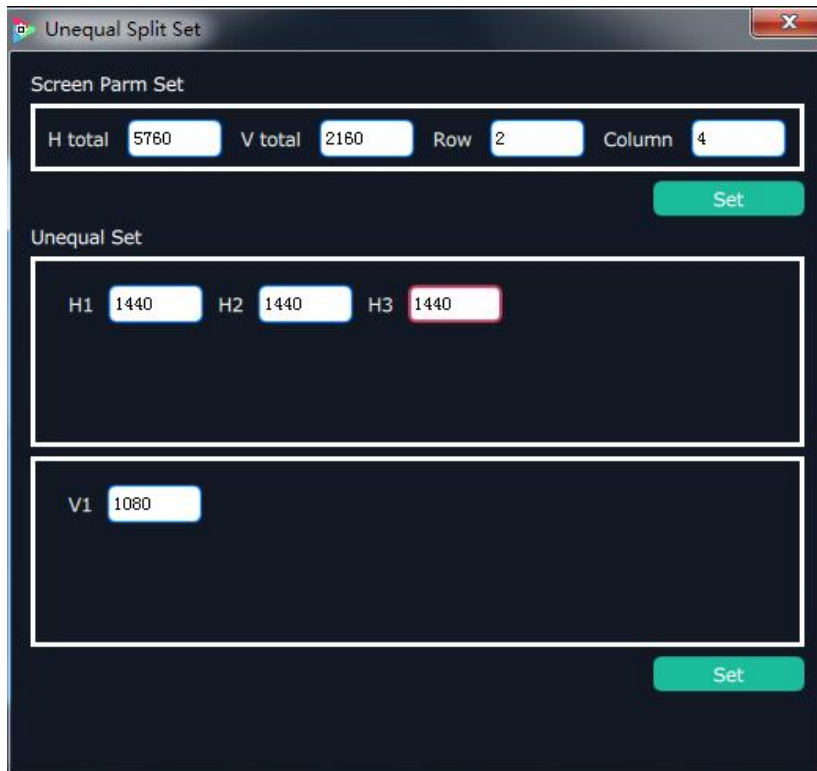 Unequal Split Set
Screen Parm Set
H total 5760 V total 2160 Row 2 Column 4
Set
Unequal Set
H1 1440 H2 1440 H3 1440
V1 1080
Set